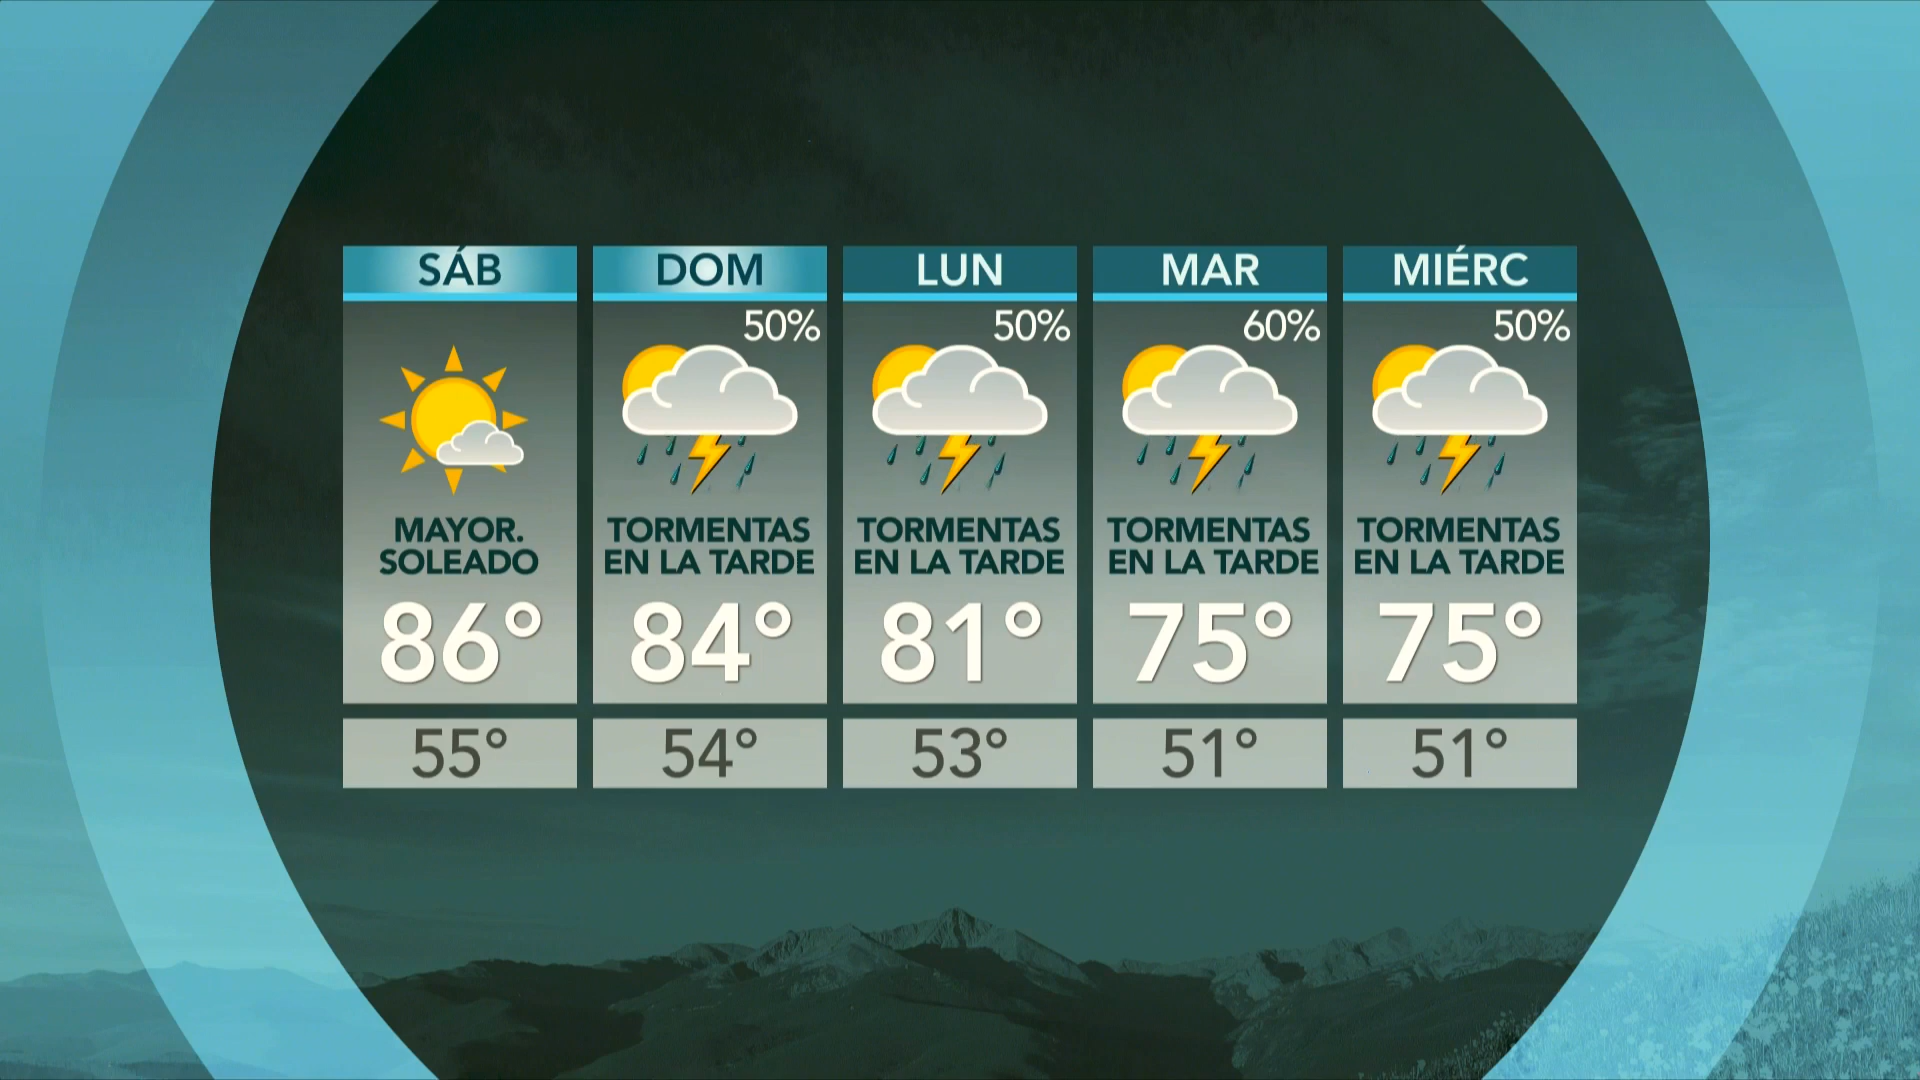 SÁB
MAYOR.
SOLEADO
86°
55°
DOM
50%
TORMENTAS
EN LA TARDE
84°
54°
LUN
50%
TORMENTAS
EN LA TARDE
81°
53°
MAR
60%
TORMENTAS
EN LA TARDE
75°
51°
MIÉRC
50%
TORMENTAS
EN LA TARDE
75°
51°